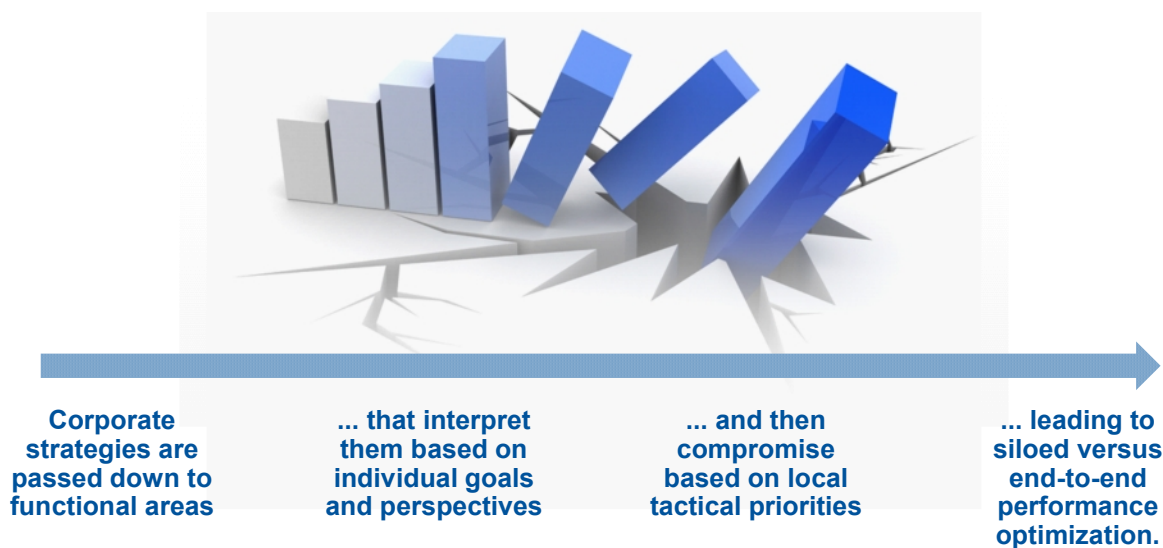 Corporate
strategies are
passed down to
functional areas
... that interpret
them based on
individual goals
and perspectives
... and then
compromise
based on local
tactical priorities
... leading to
siloed versus
end-to-end
performance
optimization.